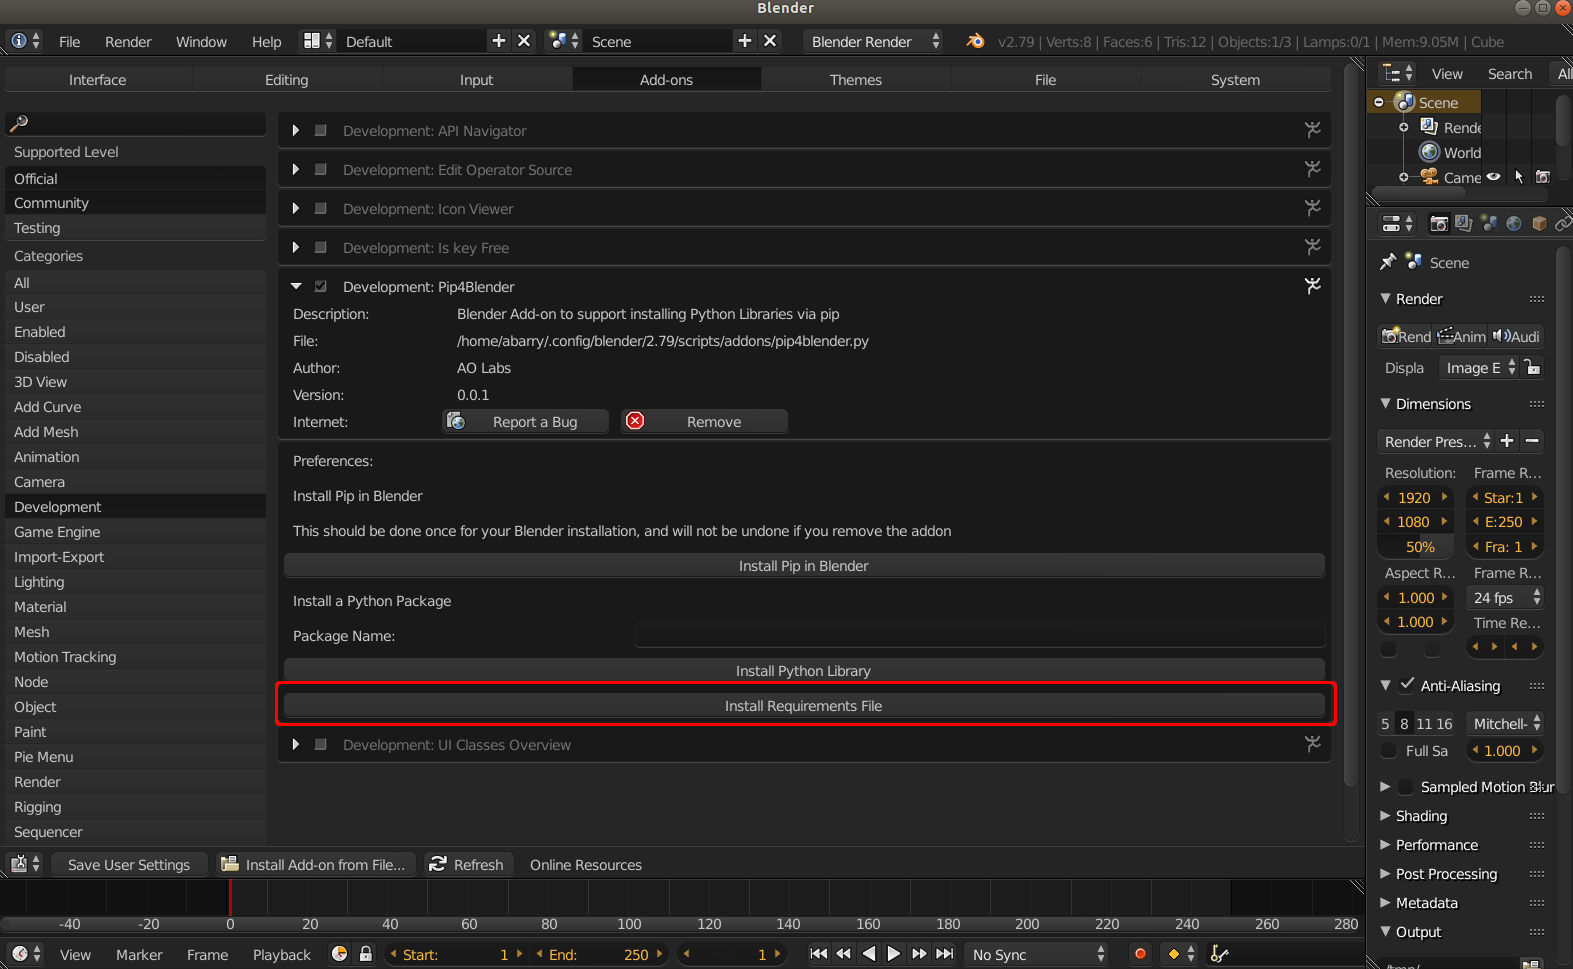 Blender
File Render Window Help Default Scene Blender Render v2.79 | Verts:8 | Faces:6 | Tris:12 | Objects:1/3 | Lamps:0/1 | Mem:9.05M | Cube
Interface Editing Input Add-ons Themes File System
Supported Level
Official
Community
Testing
Categories
All
User
Enabled
Disabled
3D View
Add Curve
Add Mesh
Animation
Camera
Development
Game Engine
Import-Export
Lighting
Material
Mesh
Motion Tracking
Node
Object
Paint
Pie Menu
Render
Rigging
Sequencer
Development: API Navigator
Development: Edit Operator Source
Development: Icon Viewer
Development: Is key Free
Development: Pip4Blender
Description: Blender Add-on to support installing Python Libraries via pip
File: /home/abarry/.config/blender/2.79/scripts/addons/pip4blender.py
Author: AO Labs
Version: 0.0.1
Internet: Report a Bug Remove
Preferences:
Install Pip in Blender
This should be done once for your Blender installation, and will not be undone if you remove the addon
Install Pip in Blender
Install a Python Package
Package Name:
Install Python Library
Install Requirements File
Development: UI Classes Overview
Save User Settings Install Add-on from File... Refresh Online Resources
-40 -20 0 20 40 60 80 100 120 140 160 180 200 220 240 260 280
View Marker Frame Playback Start: 1 End: 250 1 No Sync
View Search All
Scene
Rende
World
Came
Scene
Render
Rend Anim Audi
Displa Image E
Dimensions
Render Pres...
Resolution: Frame R...
1920 Star:1
1080 E:250
50% Fra: 1
Aspect R... Frame R...
1.000 24 fps
1.000 Time Re...
Anti-Aliasing
5 8 11 16 Mitchell-
Full Sa 1.000
Sampled Motion Blur
Shading
Performance
Post Processing
Metadata
Output
/tmp/